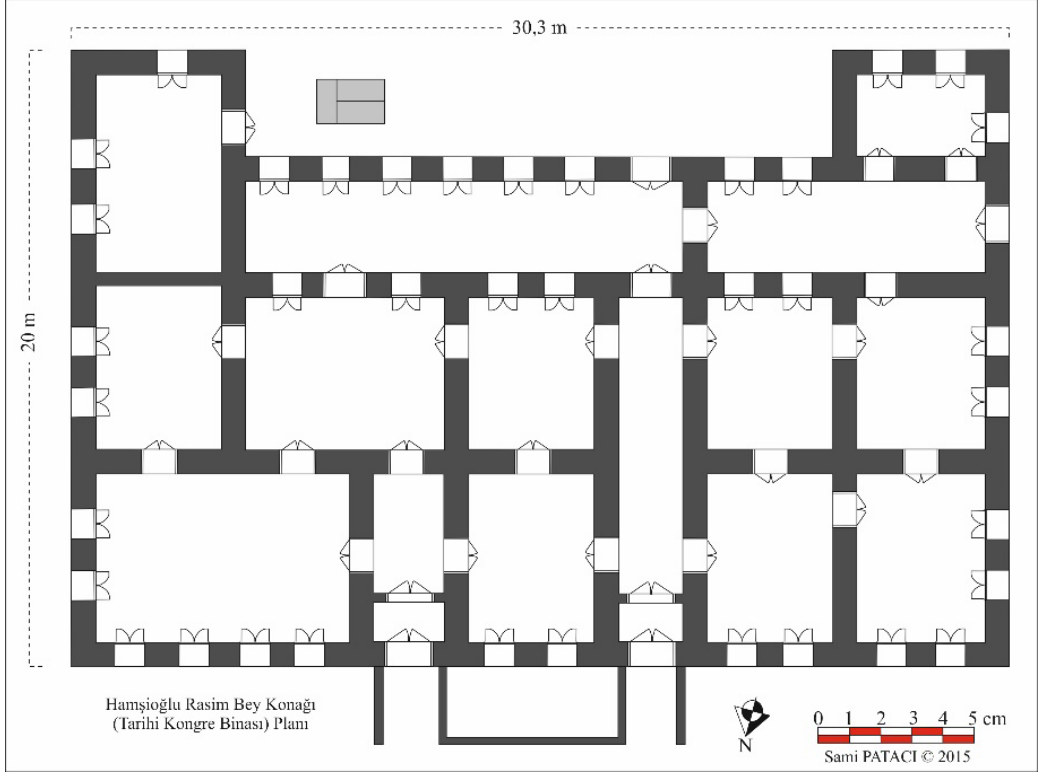 30,3 m
20 m
Hamşioğlu Rasim Bey Konağı
(Tarihi Kongre Binası) Planı
N
0 1 2 3 4 5 cm
Sami PATACI © 2015